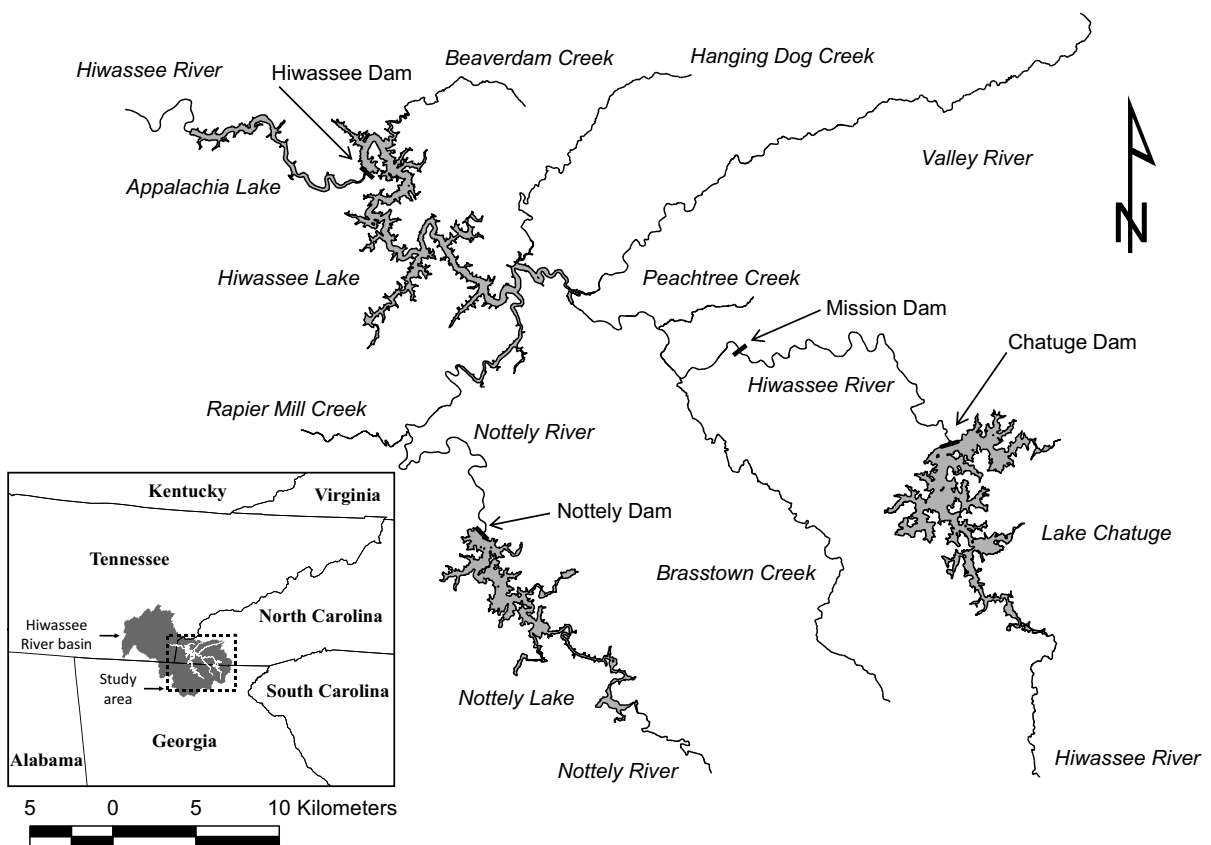 Beaverdam Creek
Hanging Dog Creek
Hiwassee River
Hiwassee Dam
Valley River
Appalachia Lake
N
Hiwassee Lake
Peachtree Creek
Mission Dam
Chatuge Dam
Hiwassee River
Rapier Mill Creek
Nottely River
Nottely Dam
Lake Chatuge
Brasstown Creek
Nottely Lake
Hiwassee River
Nottely River
Kentucky
Virginia
Tennessee
North Carolina
Hiwassee
River basin
South Carolina
Study
area
Georgia
Alabama
5 0 5 10 Kilometers